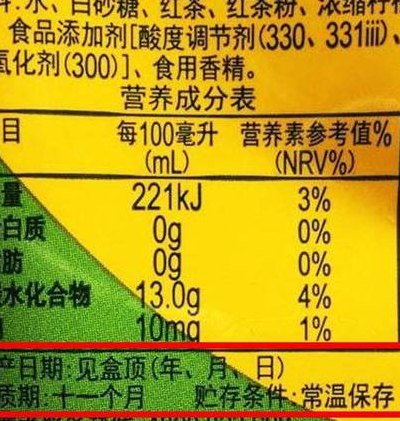 料:水、白砂糖、红茶、红茶粉、浓缩柠檬
食品添加剂[酸度调节剂(330、331iii)、
氧化剂(300)]、食用香精。
营养成分表
目 每100毫升 营养素参考值%
(mL) (NRV%)
量 221kJ 3%
白质 0g 0%
肪 0g 0%
水化合物 13.0g 4%
10mg 1%
产日期:见盒顶(年、月、日)
质期:十一个月 贮存条件:常温保存